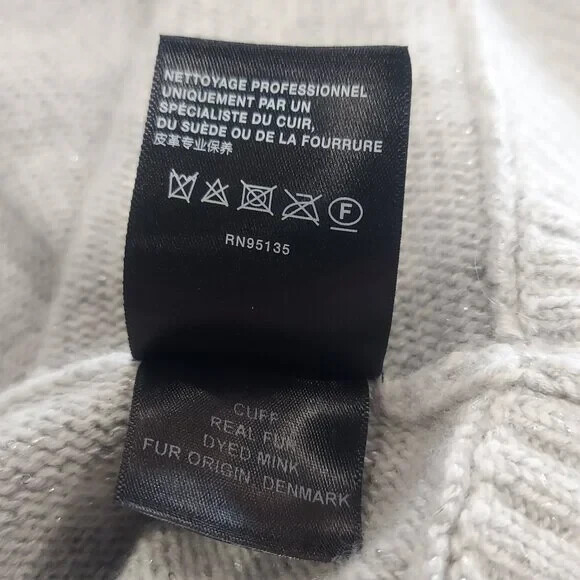 NETTOYAGE PROFESSIONNEL
UNIQUEMENT PAR UN
SPÉCIALISTE DU CUIR,
DU SUÈDE OU DE LA FOURRURE
皮革专业保养
F
RN95135
CUFF
REAL FUR
DYED MINK
FUR ORIGIN, DENMARK